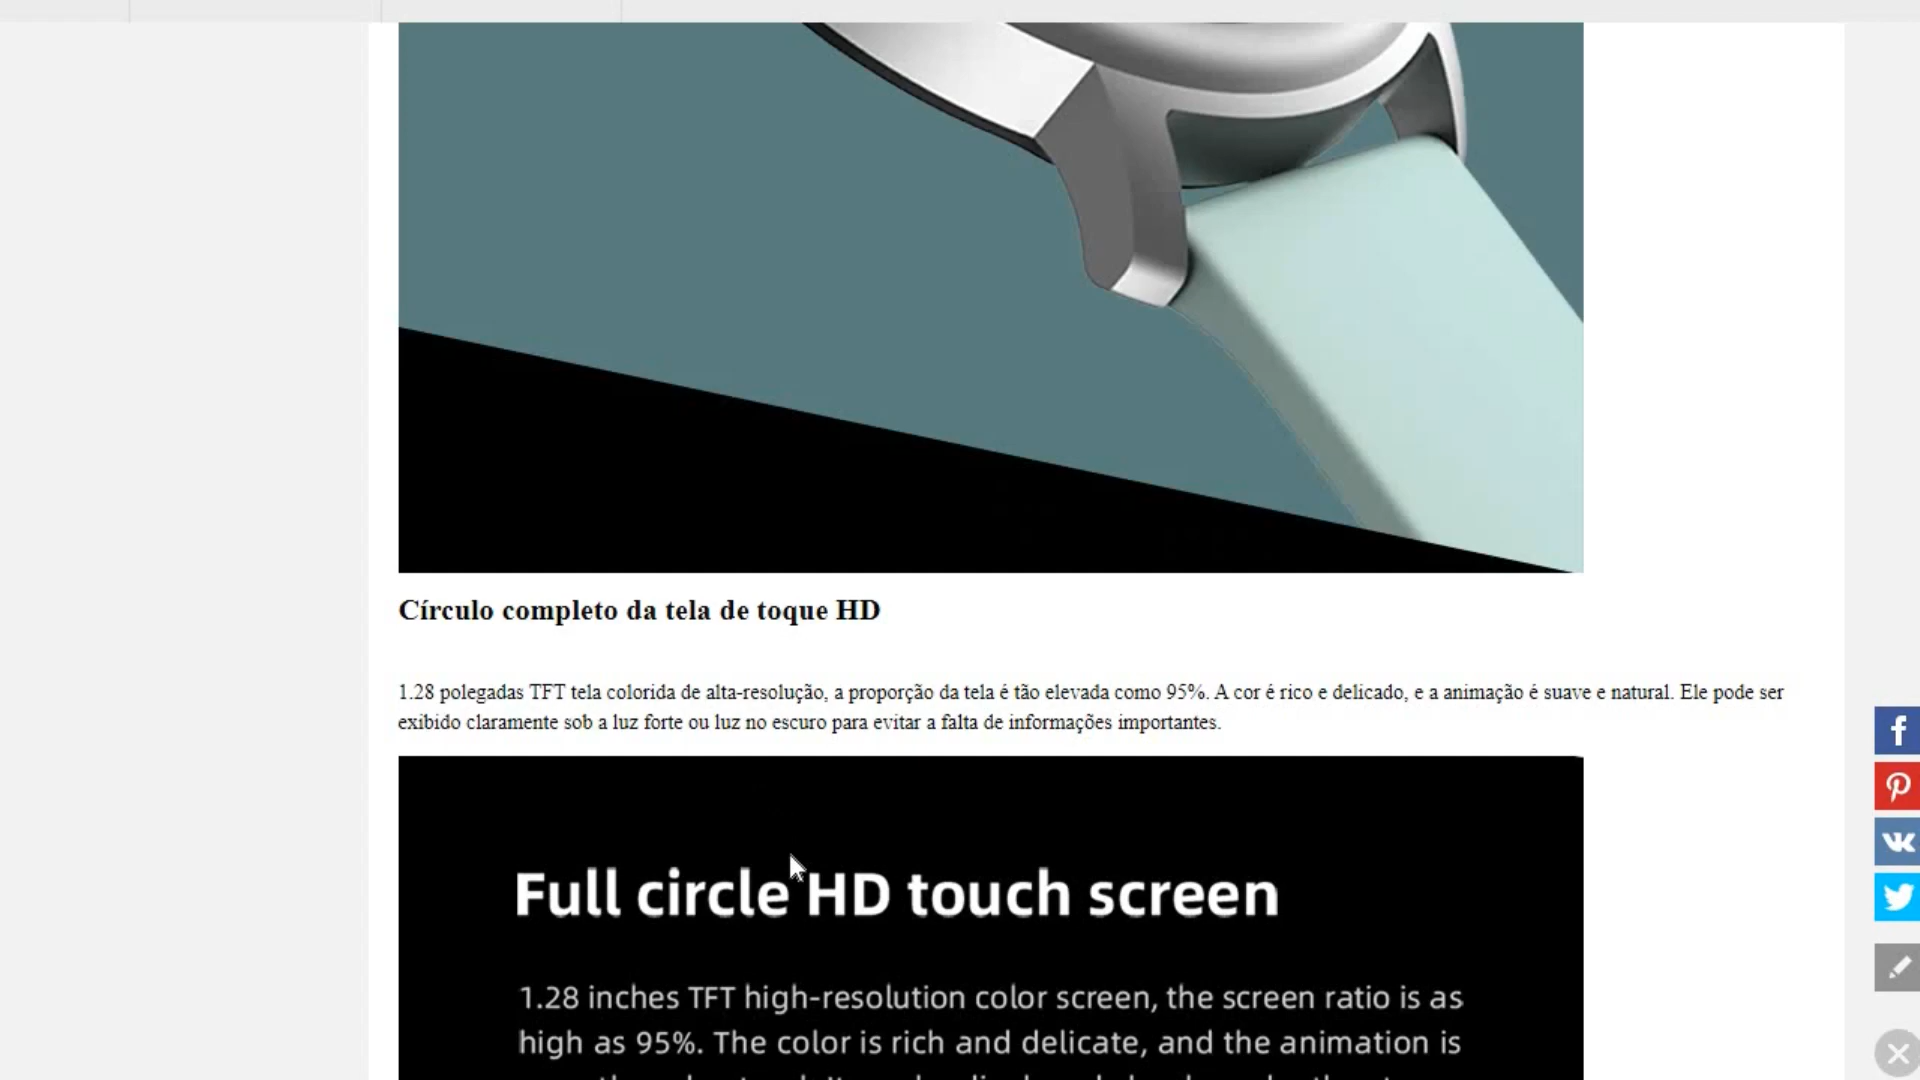 Círculo completo da tela de toque HD
1.28 polegadas TFT tela colorida de alta-resolução, a proporção da tela é tão elevada como 95%. A cor é rico e delicado, e a animação é suave e natural. Ele pode ser
exibido claramente sob a luz forte ou luz no escuro para evitar a falta de informações importantes.
Full circle HD touch screen
1.28 inches TFT high-resolution color screen, the screen ratio is as
high as 95%. The color is rich and delicate, and the animation is